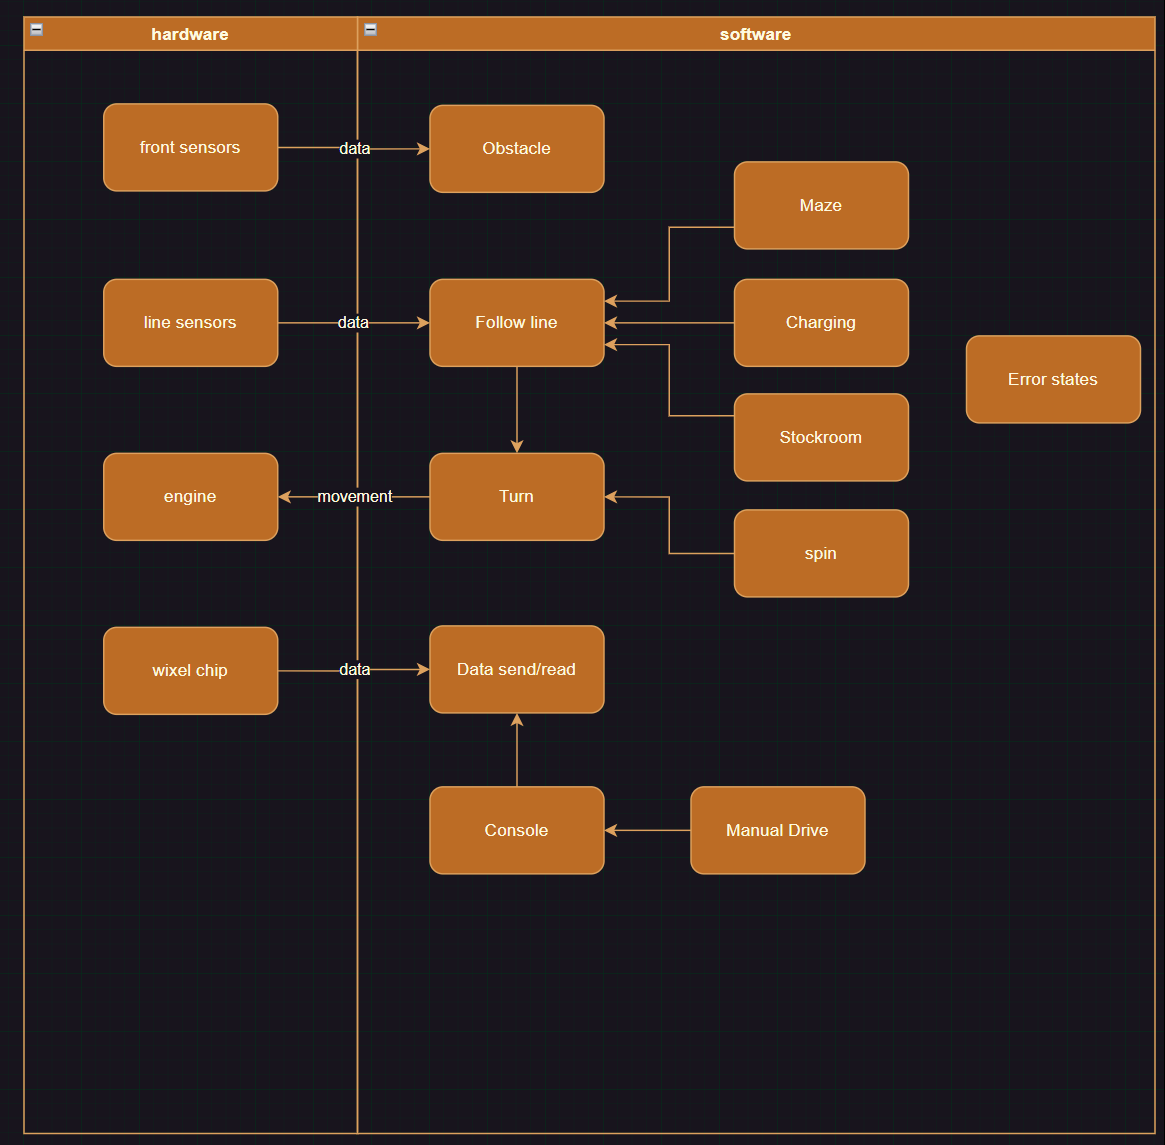 hardware
software
front sensors
data
Obstacle
Maze
line sensors
data
Follow line
Charging
Error states
Stockroom
engine
movement
Turn
spin
wixel chip
data
Data send/read
Console
Manual Drive